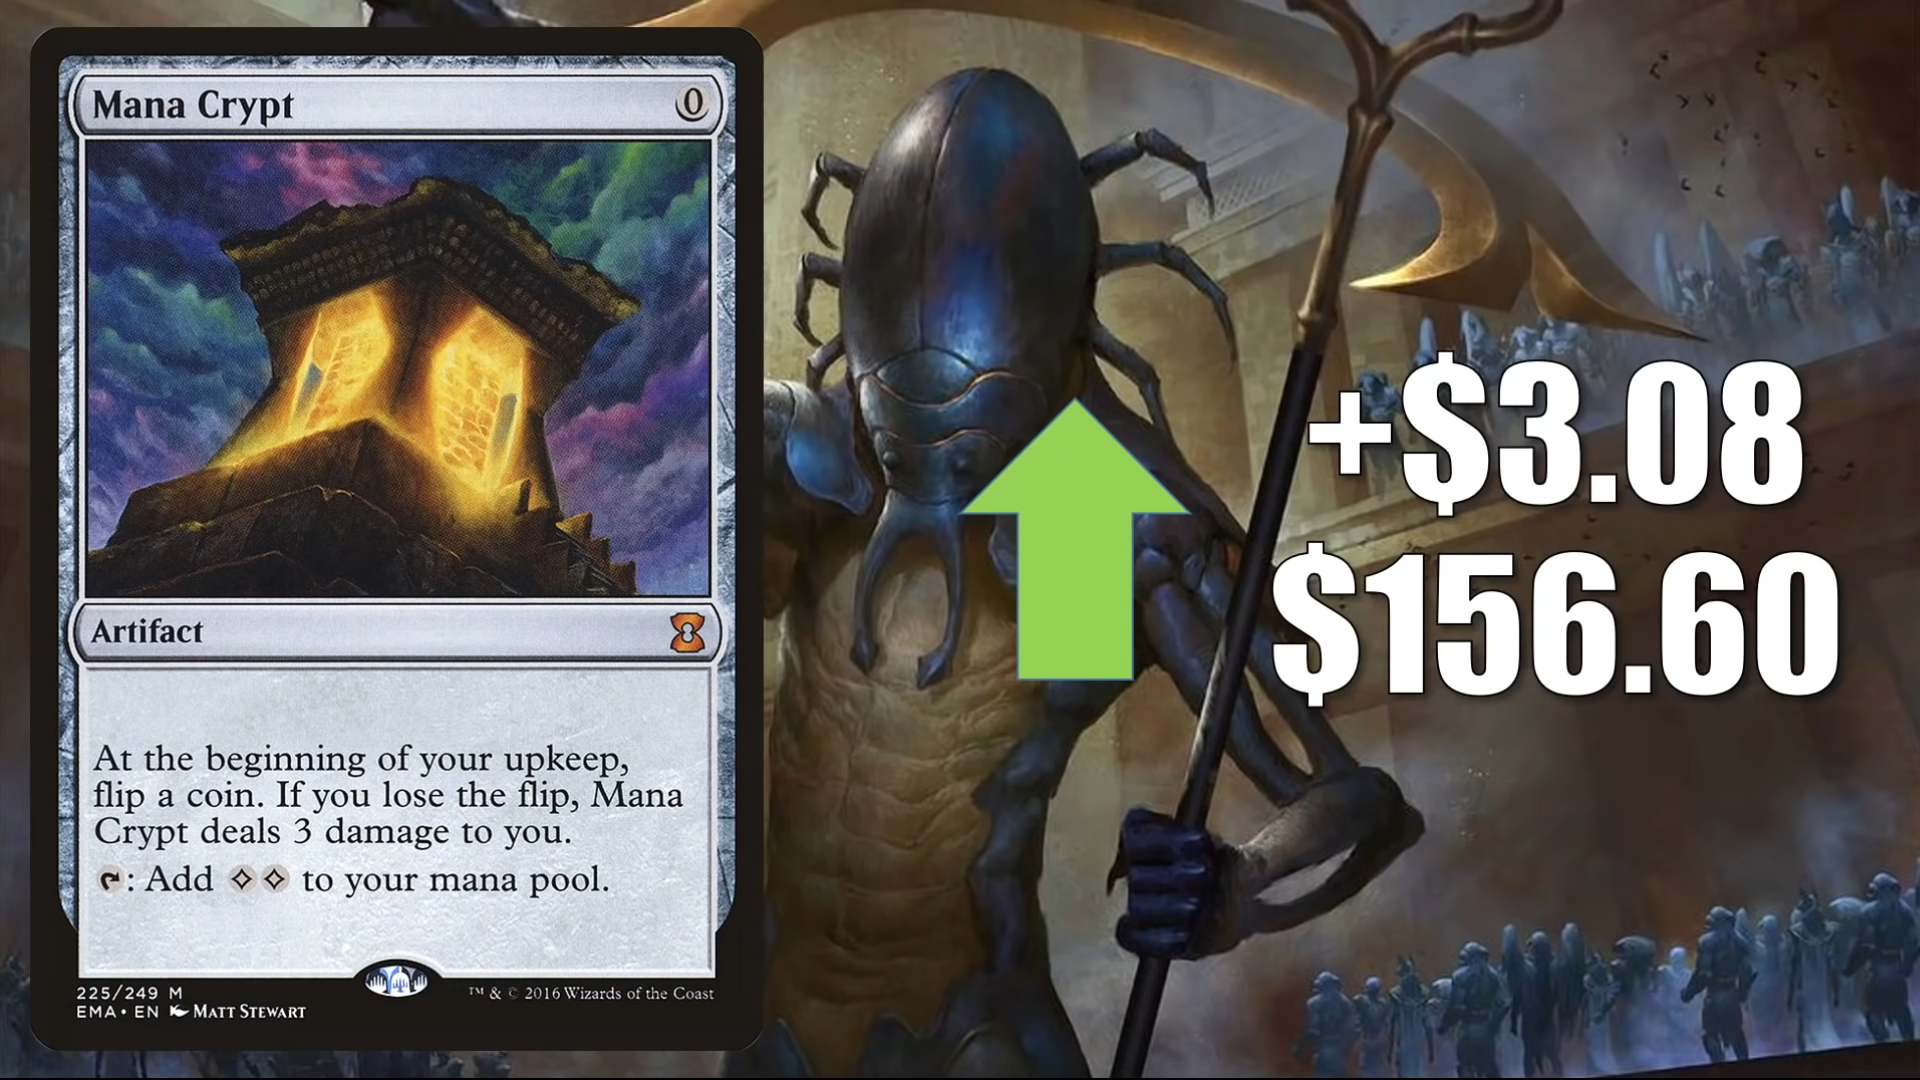 Mana Crypt 0
Artifact
At the beginning of your upkeep,
flip a coin. If you lose the flip, Mana
Crypt deals 3 damage to you.
: Add to your mana pool.
225/249 M
EMA • EN MATT STEWART
™ & © 2016 Wizards of the Coast
+$3.08
$156.60